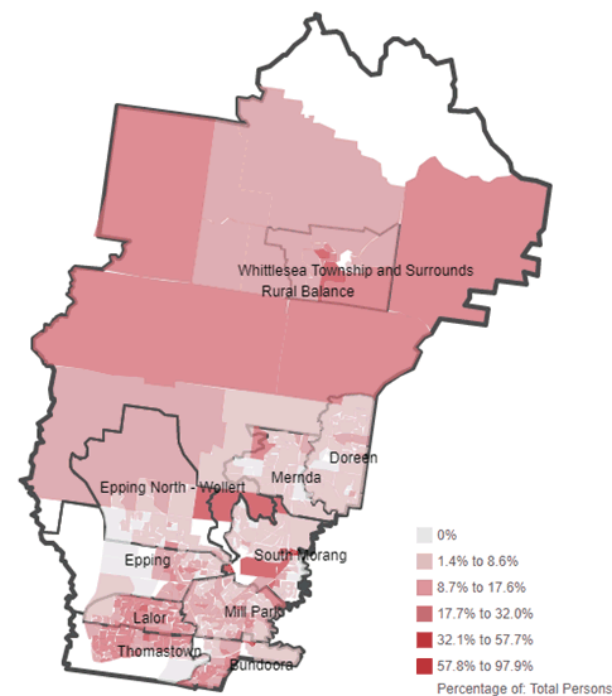 Whittlesea Township and Surrounds
Rural Balance
Doreen
Mernda
Epping North - Wollert
South Morang
Epping
Mill Park
Lalor
Thomastown
Bundoora
0%
1.4% to 8.6%
8.7% to 17.6%
17.7% to 32.0%
32.1% to 57.7%
57.8% to 97.9%
Percentage of: Total Persons